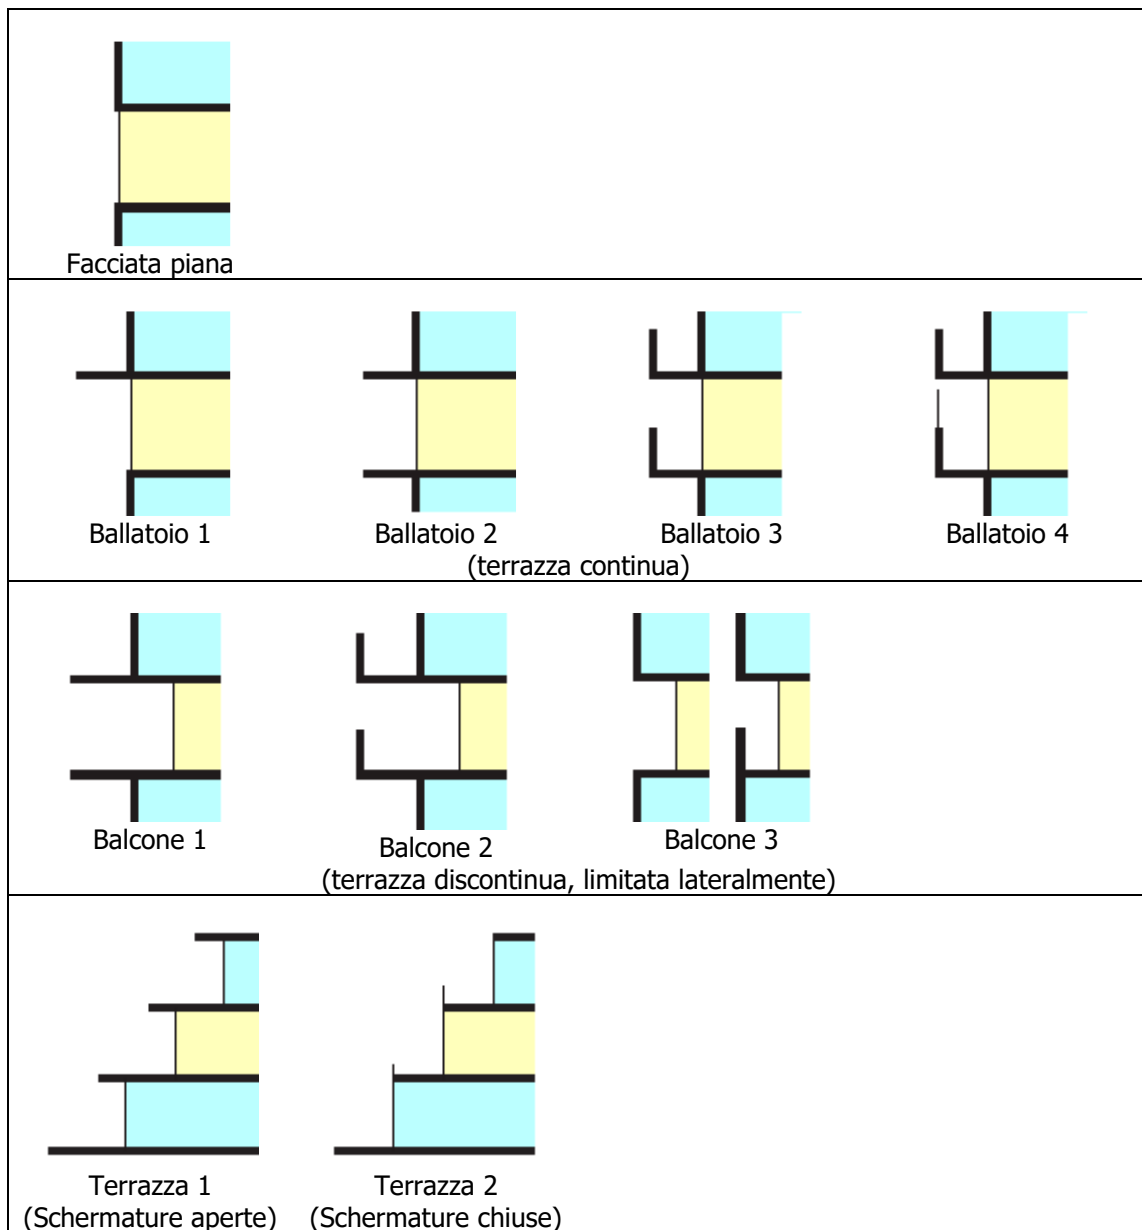 Facciata piana
Ballatoio 1 Ballatoio 2 Ballatoio 3 Ballatoio 4
(terrazza continua)
Balcone 1 Balcone 2 Balcone 3
(terrazza discontinua, limitata lateralmente)
Terrazza 1 Terrazza 2
(Schermature aperte) (Schermature chiuse)